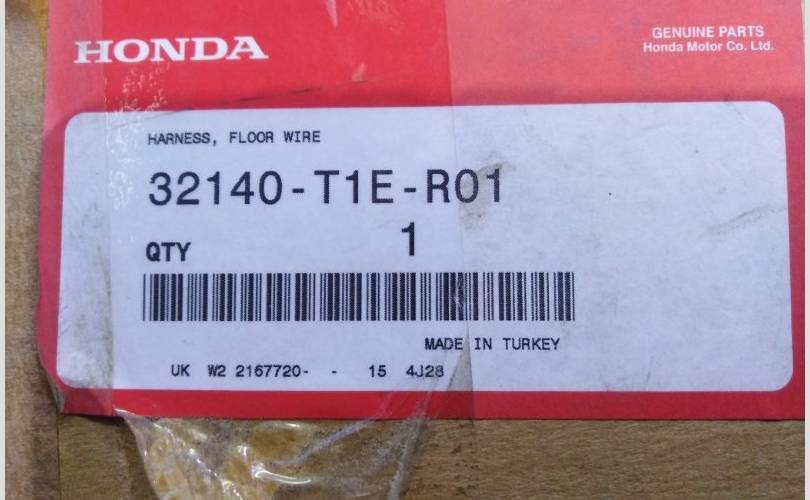 HONDA
GENUINE PARTS
Honda Motor Co. Ltd.
HARNESS, FLOOR WIRE
32140-T1E-R01
QTY 1
MADE IN TURKEY
UK W2 2167720- - 15 4J28